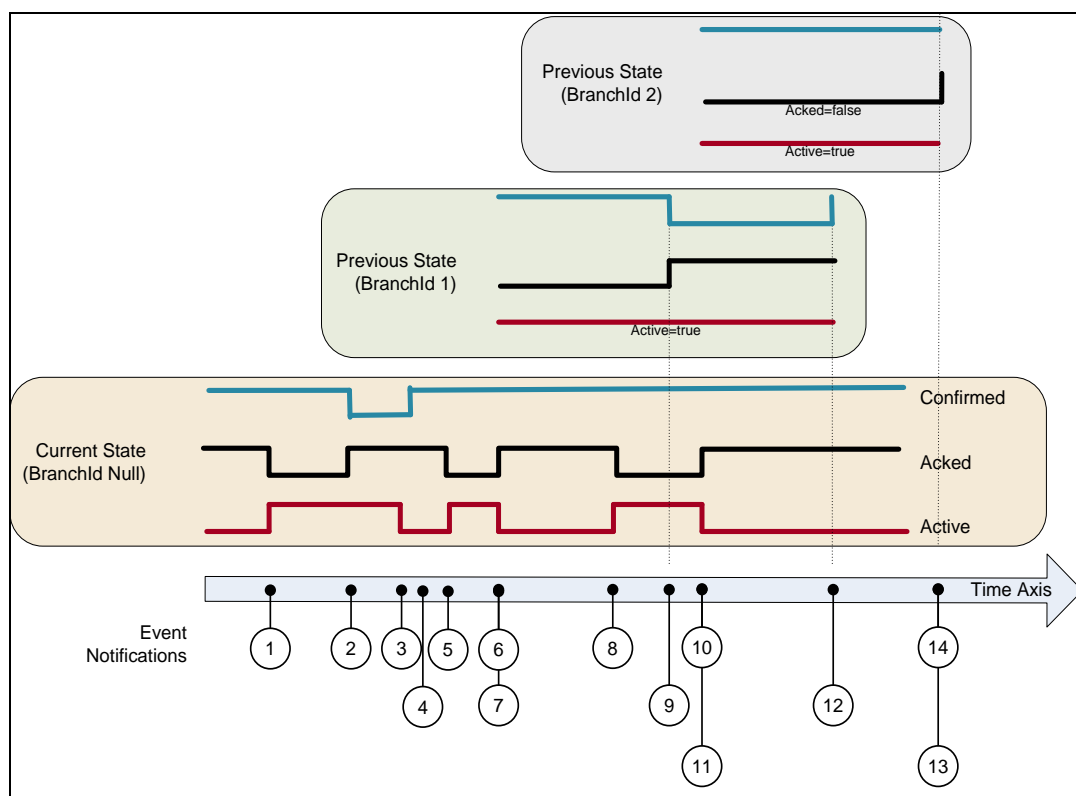 Previous State
(BranchId 2)
Acked=false
Active=true
Previous State
(BranchId 1)
Active=true
Confirmed
Current State
(BranchId Null)
Acked
Active
Time Axis
Event
Notifications
1
2
3
5
6
8
10
14
4
7
9
12
11
13